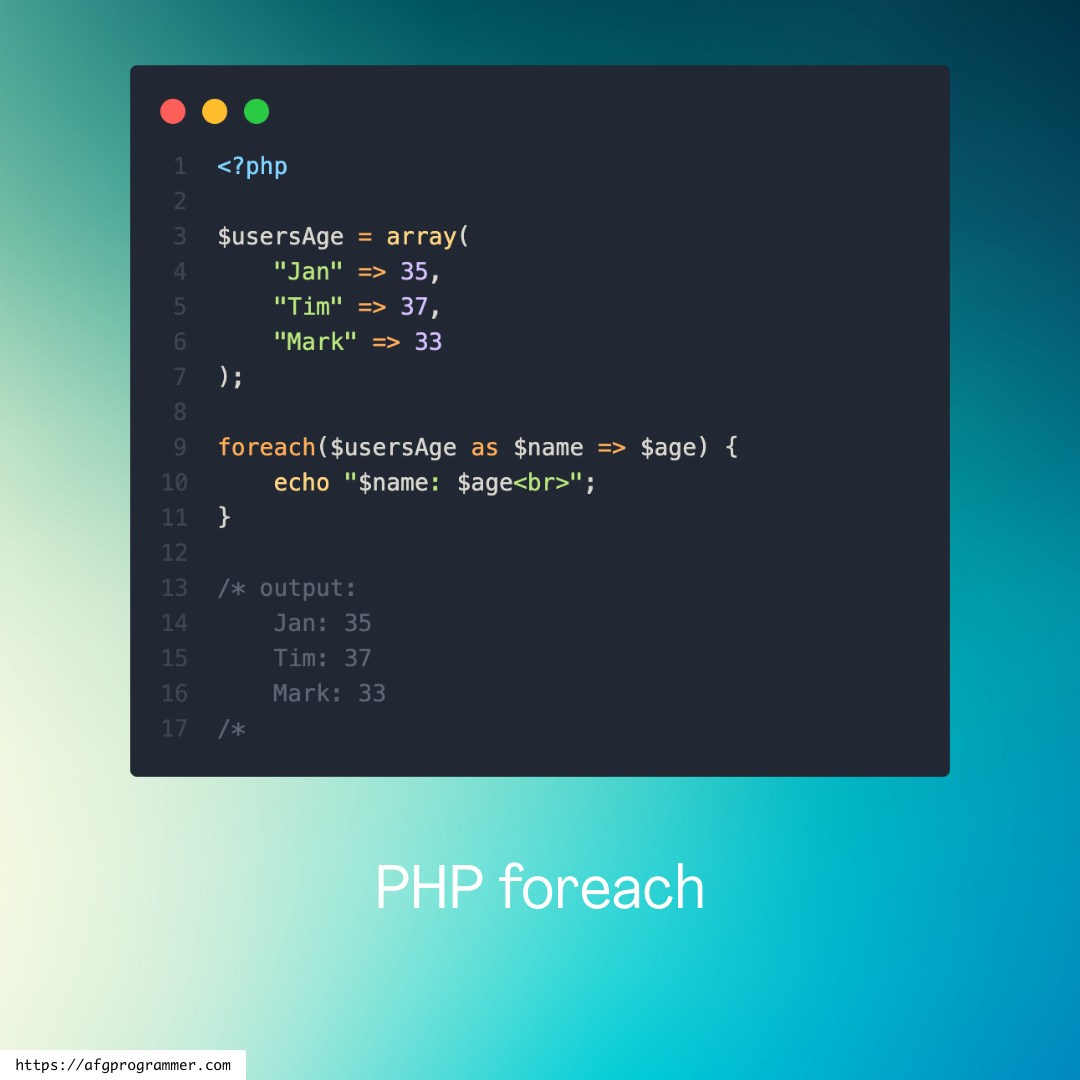 1 <?php
2
3 $usersAge = array(
4     "Jan" => 35,
5     "Tim" => 37,
6     "Mark" => 33
7 );
8
9 foreach($usersAge as $name => $age) {
10     echo "$name: $age<br>";
11 }
12
13 /* output:
14     Jan: 35
15     Tim: 37
16     Mark: 33
17 /*
PHP foreach
https://afgprogrammer.com